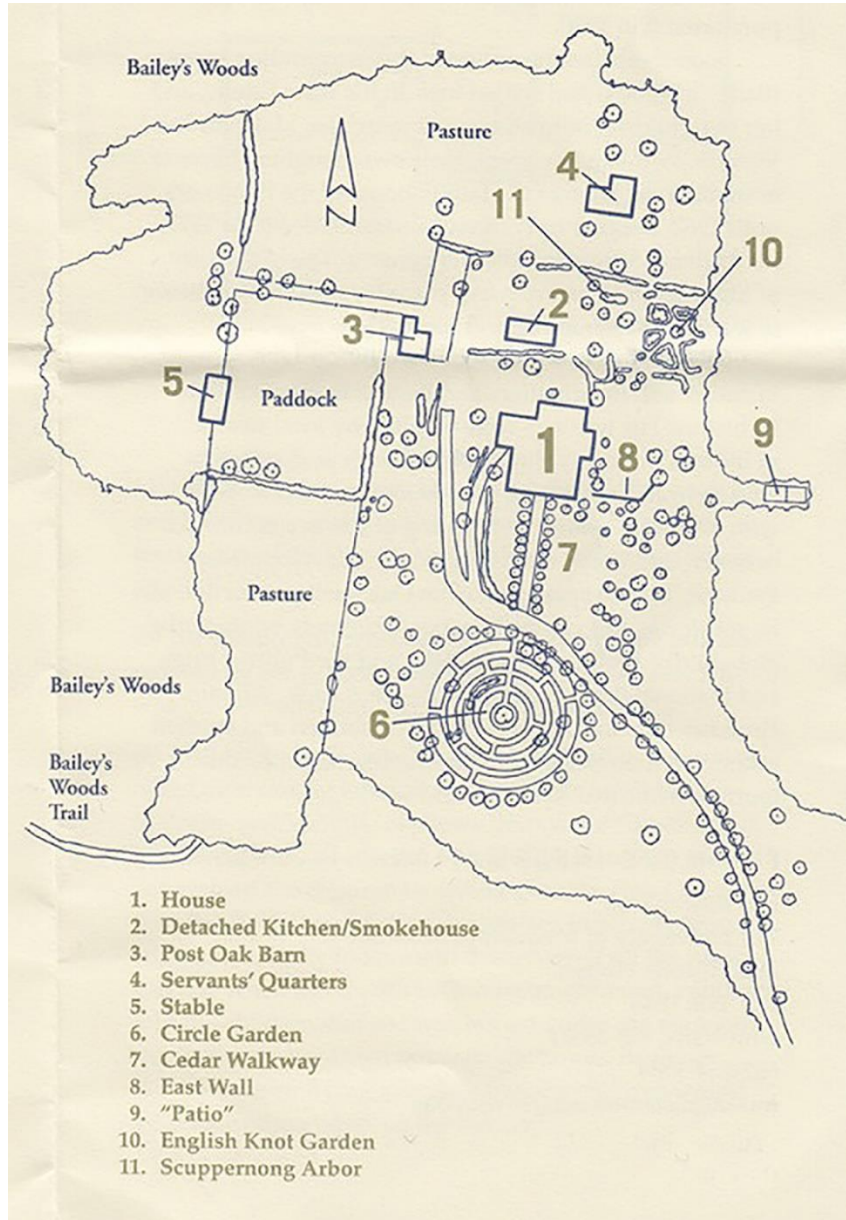 Bailey's Woods
Pasture
N
4
11
10
2
3
5
Paddock
1
8
9
7
Pasture
Bailey's Woods
6
Bailey's
Woods
Trail
1. House
2. Detached Kitchen/Smokehouse
3. Post Oak Barn
4. Servants' Quarters
5. Stable
6. Circle Garden
7. Cedar Walkway
8. East Wall
9. "Patio"
10. English Knot Garden
11. Scuppernong Arbor